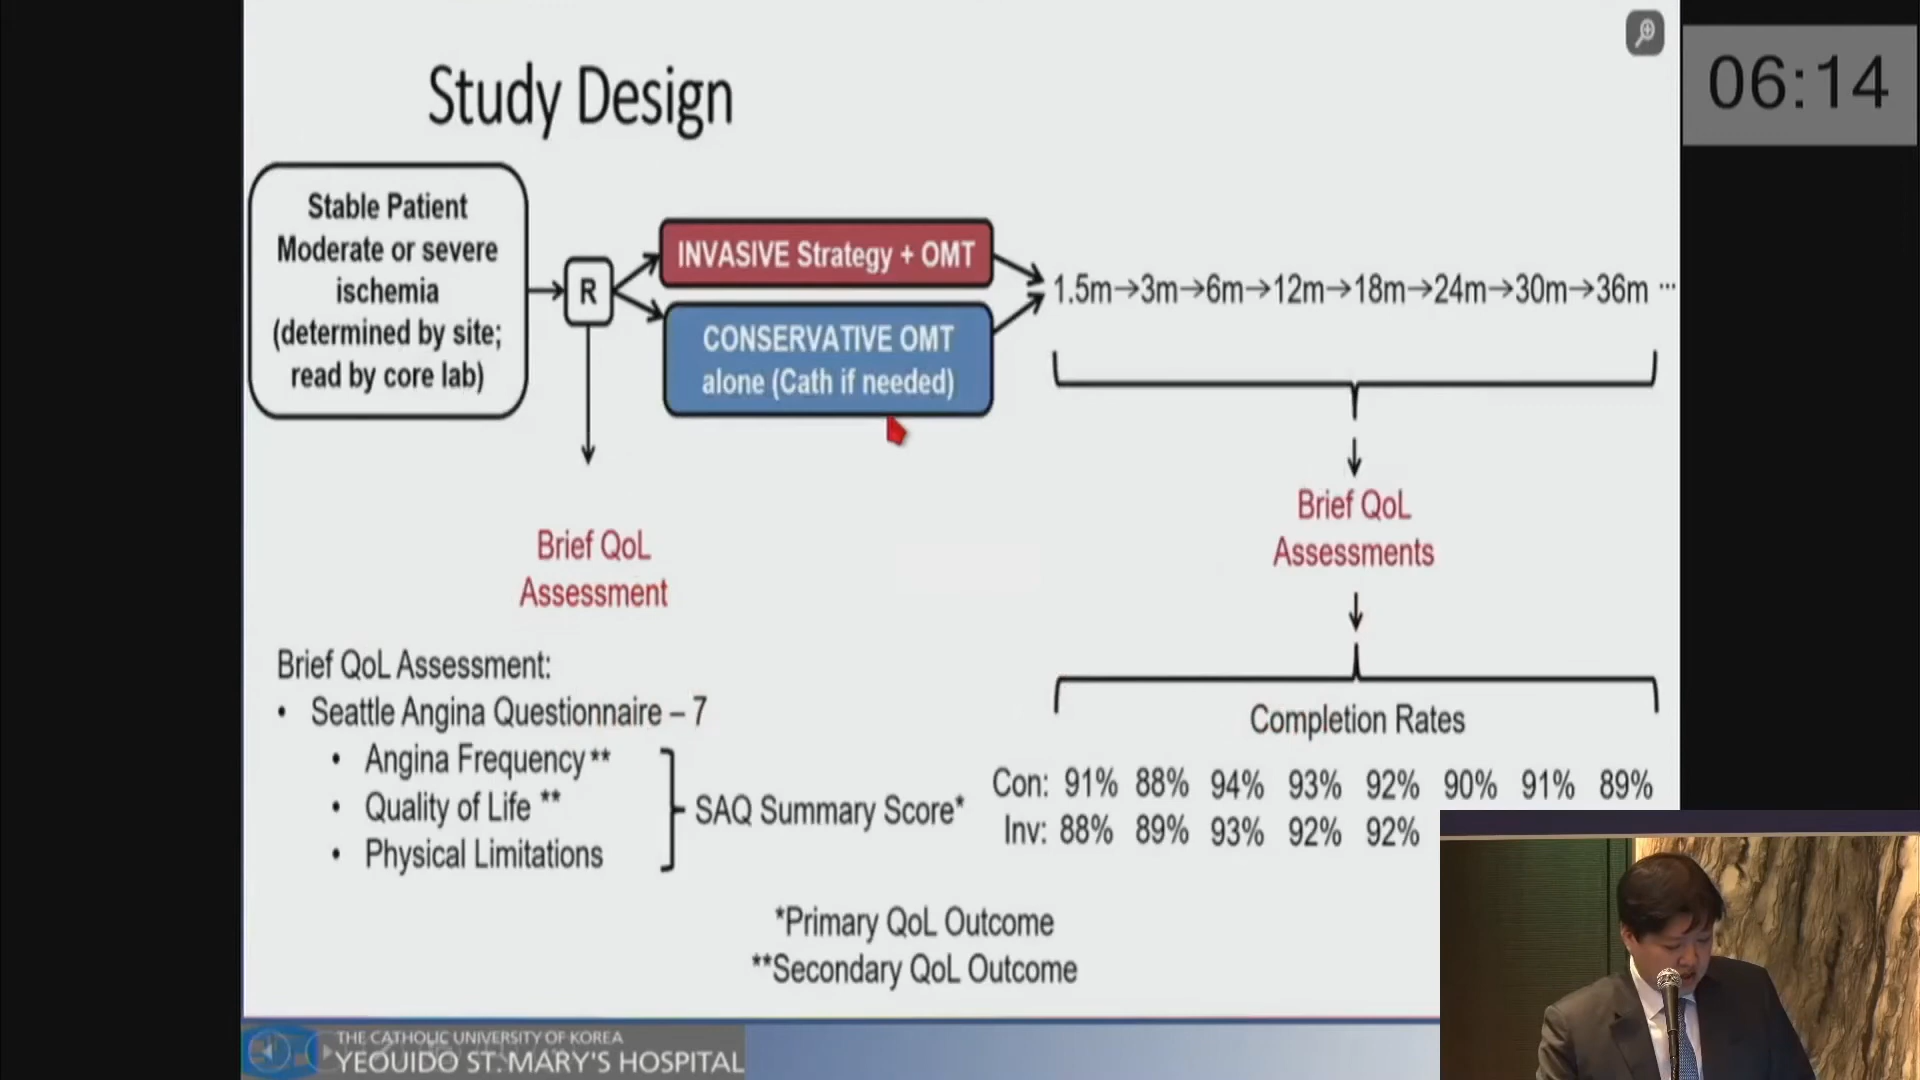 Study Design
06:14
Stable Patient
Moderate or severe
ischemia
(determined by site;
read by core lab)
R
INVASIVE Strategy + OMT
CONSERVATIVE OMT
alone (Cath if needed)
1.5m→3m→6m→12m→18m→24m→30m→36m ...
Brief QoL
Assessment
Brief QoL
Assessments
Brief QoL Assessment:
• Seattle Angina Questionnaire – 7
• Angina Frequency**
• Quality of Life **
• Physical Limitations
SAQ Summary Score*
Completion Rates
Con: 91% 88% 94% 93% 92% 90% 91% 89%
Inv: 88% 89% 93% 92% 92%
*Primary QoL Outcome
**Secondary QoL Outcome
THE CATHOLIC UNIVERSITY OF KOREA
YEOUIDO ST. MARY'S HOSPITAL